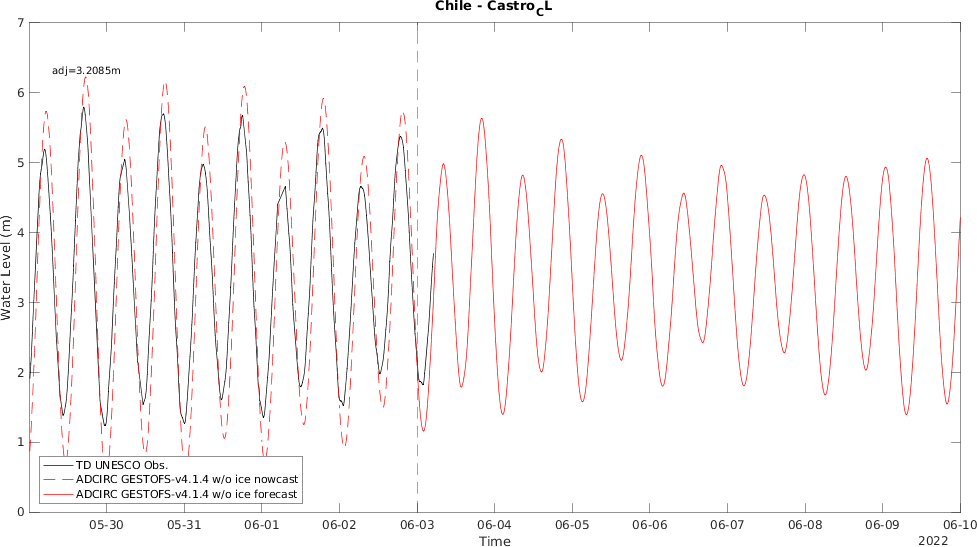 Chile - Castro_CL
7
adj=3.2085m
6
5
4
3
2
1
0
Water Level (m)
TD UNESCO Obs.
ADCIRC GESTOFS-v4.1.4 w/o ice nowcast
ADCIRC GESTOFS-v4.1.4 w/o ice forecast
05-30 05-31 06-01 06-02 06-03 06-04 06-05 06-06 06-07 06-08 06-09 06-10
Time
2022